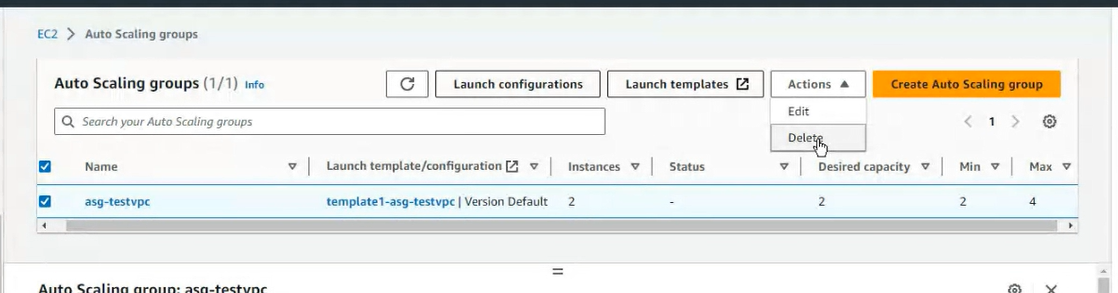 EC2 > Auto Scaling groups
Auto Scaling groups (1/1) Info Launch configurations Launch templates Actions Create Auto Scaling group
Edit
Search your Auto Scaling groups < 1 >
Delete
Name Launch template/configuration Instances Status Desired capacity Min Max
asg-testvpc template1-asg-testvpc | Version Default 2 - 2 2 4
Auto Scaling group: asg-testvpc